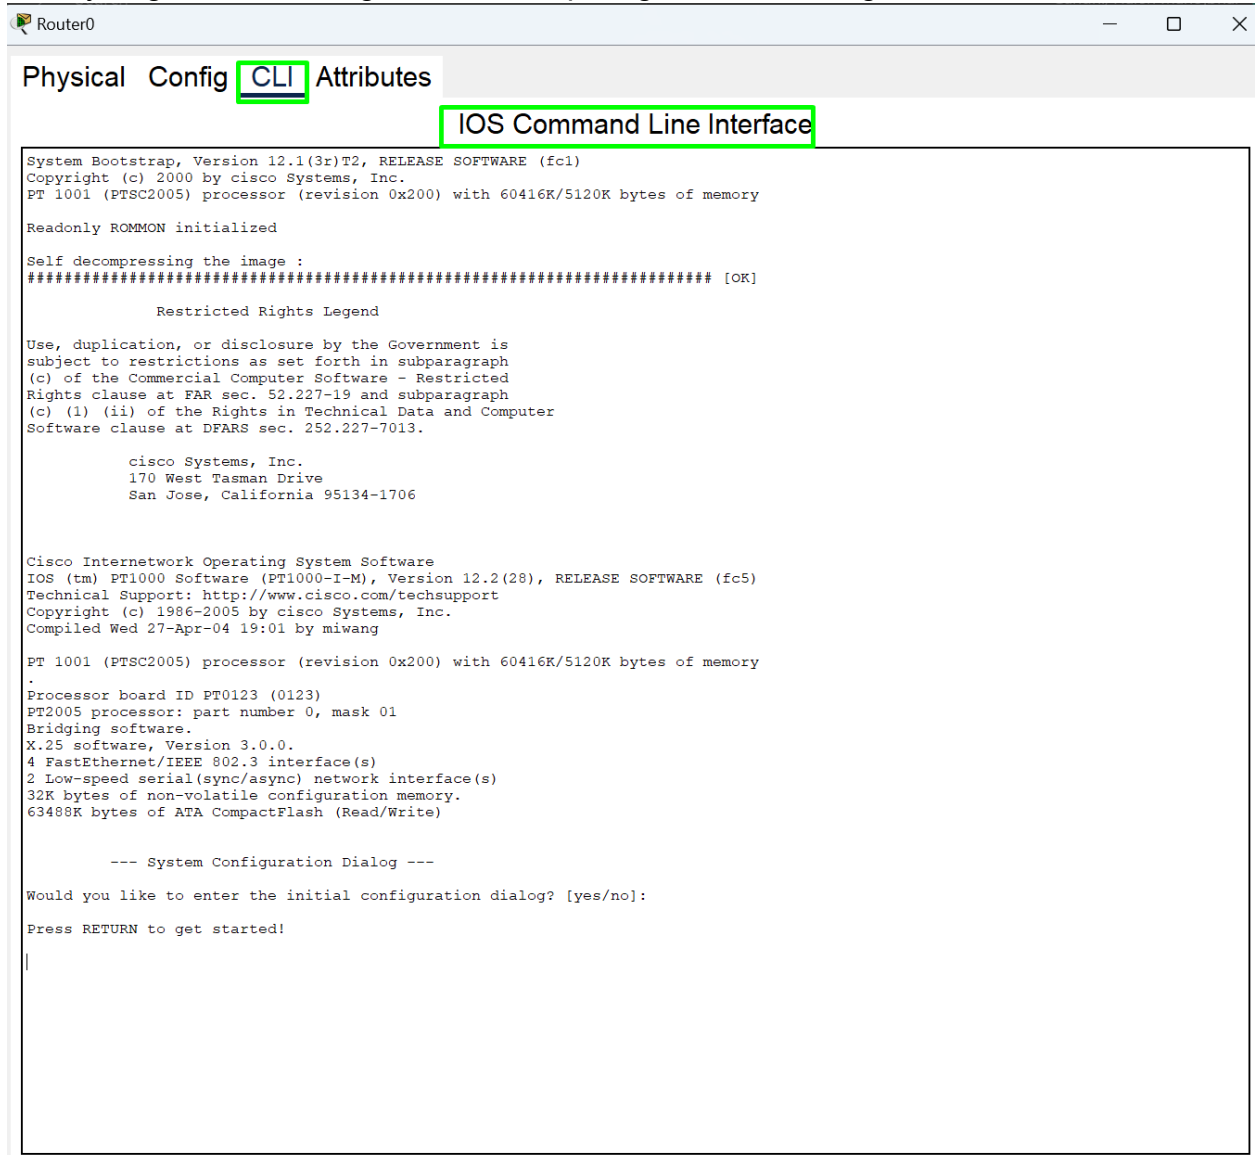 Router0
Physical Config CLI Attributes
IOS Command Line Interface
System Bootstrap, Version 12.1(3r)T2, RELEASE SOFTWARE (fc1)
Copyright (c) 2000 by cisco Systems, Inc.
PT 1001 (PTSC2005) processor (revision 0x200) with 60416K/5120K bytes of memory
Readonly ROMMON initialized
Self decompressing the image :
########################################################################## [OK]
Restricted Rights Legend
Use, duplication, or disclosure by the Government is
subject to restrictions as set forth in subparagraph
(c) of the Commercial Computer Software - Restricted
Rights clause at FAR sec. 52.227-19 and subparagraph
(c) (1) (ii) of the Rights in Technical Data and Computer
Software clause at DFARS sec. 252.227-7013.
cisco Systems, Inc.
170 West Tasman Drive
San Jose, California 95134-1706
Cisco Internetwork Operating System Software
IOS (tm) PT1000 Software (PT1000-I-M), Version 12.2(28), RELEASE SOFTWARE (fc5)
Technical Support: http://www.cisco.com/techsupport
Copyright (c) 1986-2005 by cisco Systems, Inc.
Compiled Wed 27-Apr-04 19:01 by miwang
PT 1001 (PTSC2005) processor (revision 0x200) with 60416K/5120K bytes of memory
.
Processor board ID PT0123 (0123)
PT2005 processor: part number 0, mask 01
Bridging software.
X.25 software, Version 3.0.0.
4 FastEthernet/IEEE 802.3 interface(s)
2 Low-speed serial(sync/async) network interface(s)
32K bytes of non-volatile configuration memory.
63488K bytes of ATA CompactFlash (Read/Write)
--- System Configuration Dialog ---
Would you like to enter the initial configuration dialog? [yes/no]:
Press RETURN to get started!